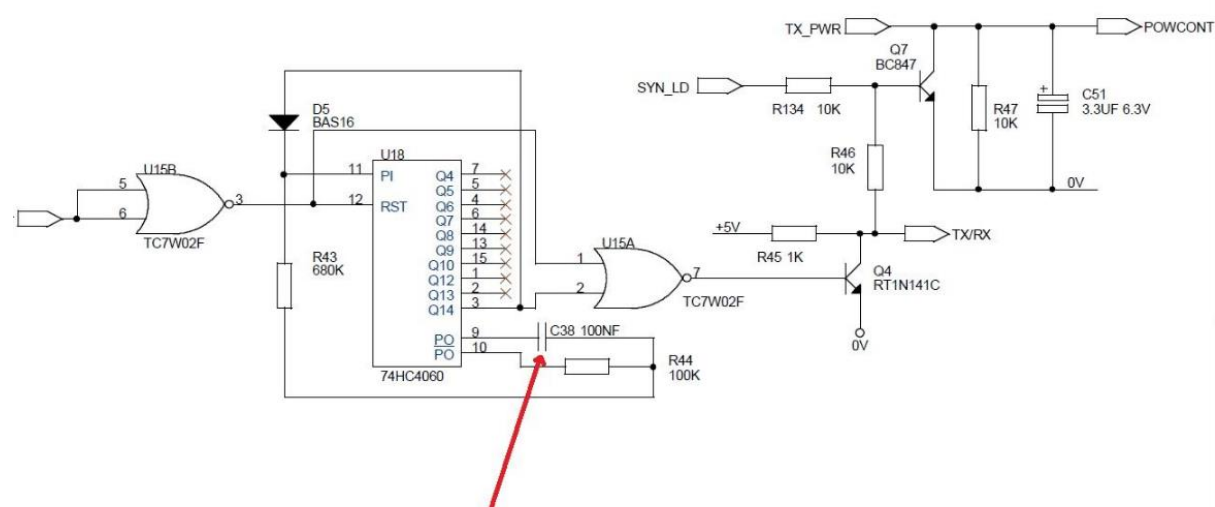 TX_PWR
POWCONT
Q7
BC847
SYN_LD
R134 10K
R47
10K
+
C51
3.3UF 6.3V
D5
BAS16
R46
10K
0V
U15B
5
6
3
TC7W02F
U18
11 PI
12 RST
Q4 7
Q5 5
Q6 4
Q7 6
Q8 14
Q9 13
Q10 15
Q12 1
Q13 2
Q14 3
PO 9
PO 10
74HC4060
R43
680K
+5V
R45 1K
TX/RX
U15A
1
2
7
TC7W02F
Q4
RT1N141C
0V
C38 100NF
R44
100K